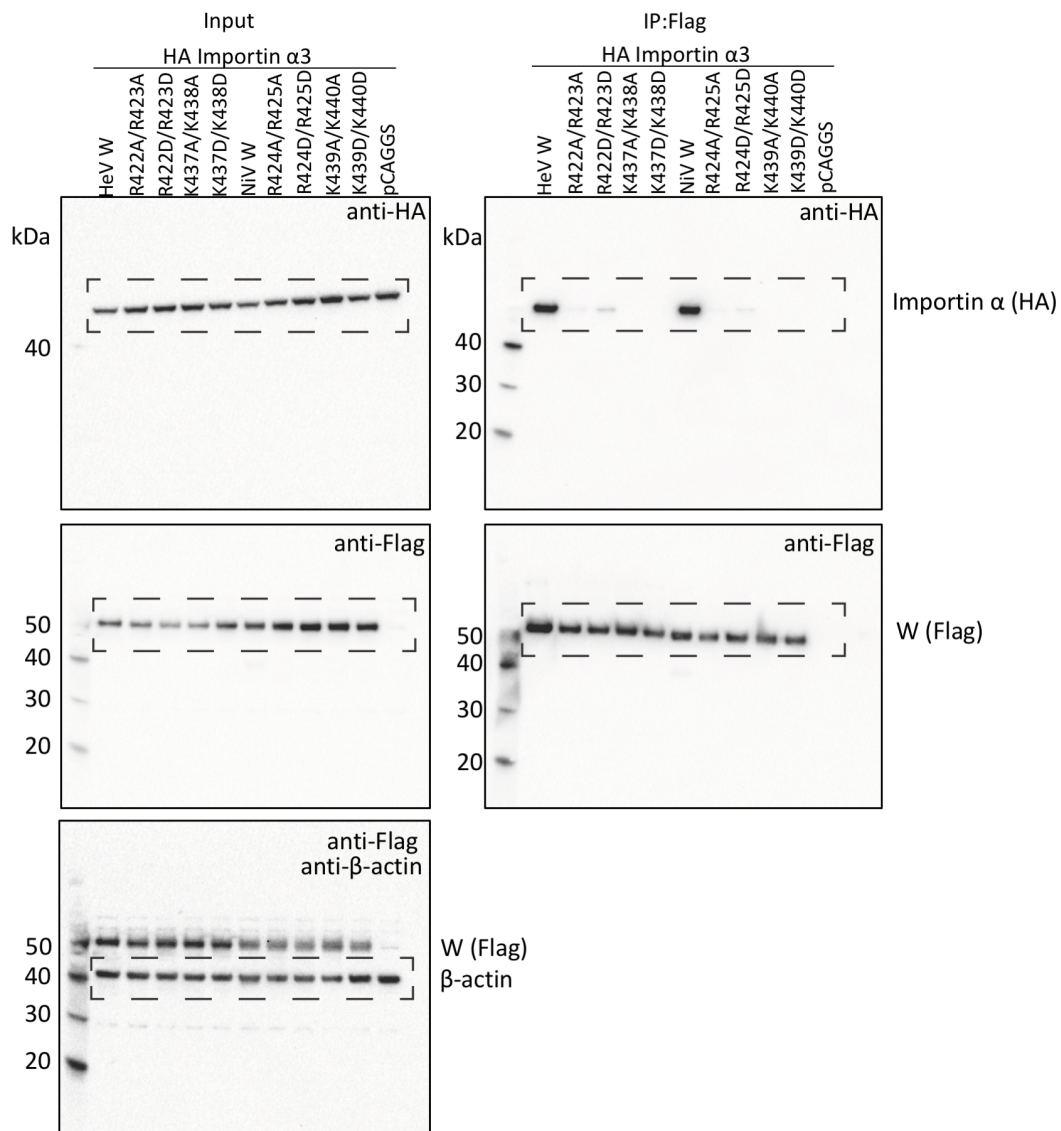 Input
HA Importin α3
HeV W
R422A/R423A
R422D/R423D
K437A/K438A
K437D/K438D
NiV W
R424A/R425A
R424D/R425D
K439A/K440A
K439D/K440D
pCAGGS
IP:Flag
HA Importin α3
HeV W
R422A/R423A
R422D/R423D
K437A/K438A
K437D/K438D
NiV W
R424A/R425A
R424D/R425D
K439A/K440A
K439D/K440D
pCAGGS
anti-HA
kDa
40
anti-HA
kDa
40
30
20
Importin α (HA)
anti-Flag
50
40
30
20
anti-Flag
50
40
30
20
W (Flag)
anti-Flag
anti-β-actin
50
40
30
20
W (Flag)
β-actin